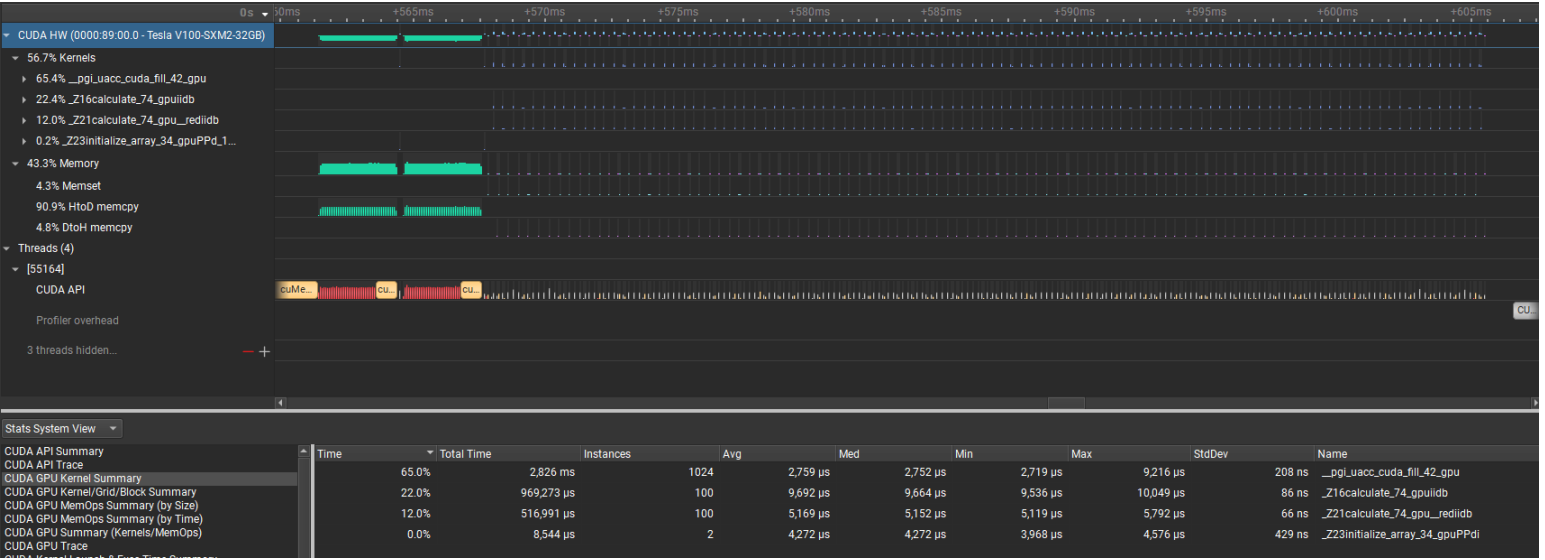 0s 50ms +565ms +570ms +575ms +580ms +585ms +590ms +595ms +600ms +605ms
CUDA HW (0000:89:00.0 - Tesla V100-SXM2-32GB)
56.7% Kernels
65.4% __pgi_uacc_cuda_fill_42_gpu
22.4% _Z16calculate_74_gpuiidb
12.0% _Z21calculate_74_gpu__rediidb
0.2% _Z23initialize_array_34_gpuPPd_1...
43.3% Memory
4.3% Memset
90.9% HtoD memcpy
4.8% DtoH memcpy
Threads (4)
[55164]
CUDA API cuMe... cu... cu...
Profiler overhead CU...
3 threads hidden... — +
Stats System View
CUDA API Summary
CUDA API Trace
CUDA GPU Kernel Summary
CUDA GPU Kernel/Grid/Block Summary
CUDA GPU MemOps Summary (by Size)
CUDA GPU MemOps Summary (by Time)
CUDA GPU Summary (Kernels/MemOps)
CUDA GPU Trace
CUDA Kernel Launch & Exec Time Summary
Time Total Time Instances Avg Med Min Max StdDev Name
65.0% 2,826 ms 1024 2,759 μs 2,752 μs 2,719 μs 9,216 μs 208 ns __pgi_uacc_cuda_fill_42_gpu
22.0% 969,273 μs 100 9,692 μs 9,664 μs 9,536 μs 10,049 μs 86 ns _Z16calculate_74_gpuiidb
12.0% 516,991 μs 100 5,169 μs 5,152 μs 5,119 μs 5,792 μs 66 ns _Z21calculate_74_gpu__rediidb
0.0% 8,544 μs 2 4,272 μs 4,272 μs 3,968 μs 4,576 μs 429 ns _Z23initialize_array_34_gpuPPdi